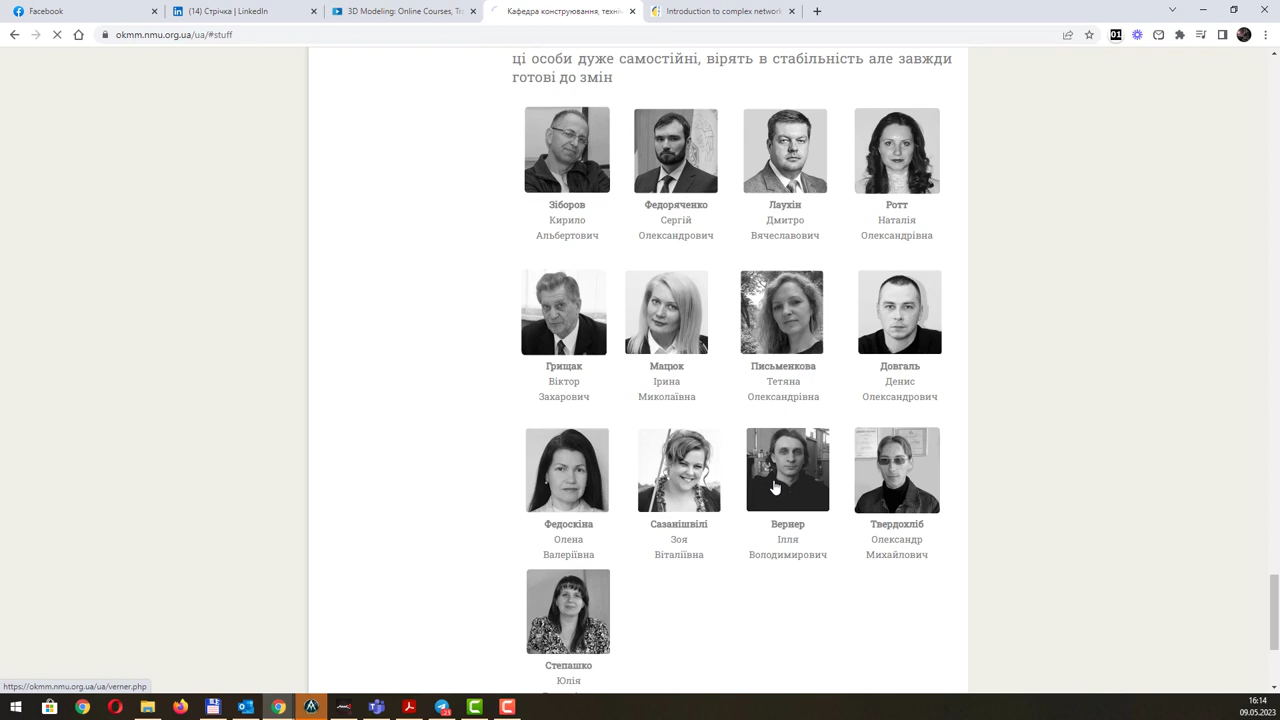 Facebook
(14) Стрічка | LinkedIn
3D Modeling: Online Courses, Tra
Кафедра конструювання, техні
Introduction to complex network
okmm.nmu.org.ua/ua/#stuff
ці особи дуже самостійні, вірять в стабільність але завжди
готові до змін
Зіборов
Кирило
Альбертович
Федоряченко
Сергій
Олександрович
Лаухін
Дмитро
Вячеславович
Ротт
Наталія
Олександрівна
Грищак
Віктор
Захарович
Мацюк
Ірина
Миколаївна
Письменкова
Тетяна
Олександрівна
Довгаль
Денис
Олександрович
Федоскіна
Олена
Валеріївна
Сазанішвілі
Зоя
Віталіївна
Вернер
Ілля
Володимирович
Твердохліб
Олександр
Михайлович
Степашко
Юлія
https://okmm.nmu.org.ua/ua/verner.php
16:14
09.05.2023